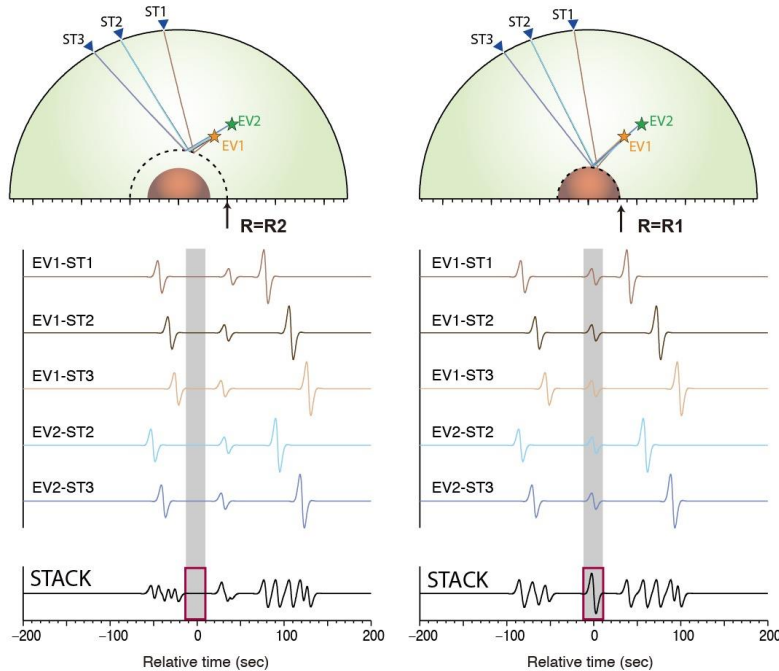 ST1
ST2
ST3
EV2
EV1
R=R2
EV1-ST1
EV1-ST2
EV1-ST3
EV2-ST2
EV2-ST3
STACK
−200 −100 0 100 200
Relative time (sec)
ST1
ST2
ST3
EV2
EV1
R=R1
EV1-ST1
EV1-ST2
EV1-ST3
EV2-ST2
EV2-ST3
STACK
−200 −100 0 100 200
Relative time (sec)